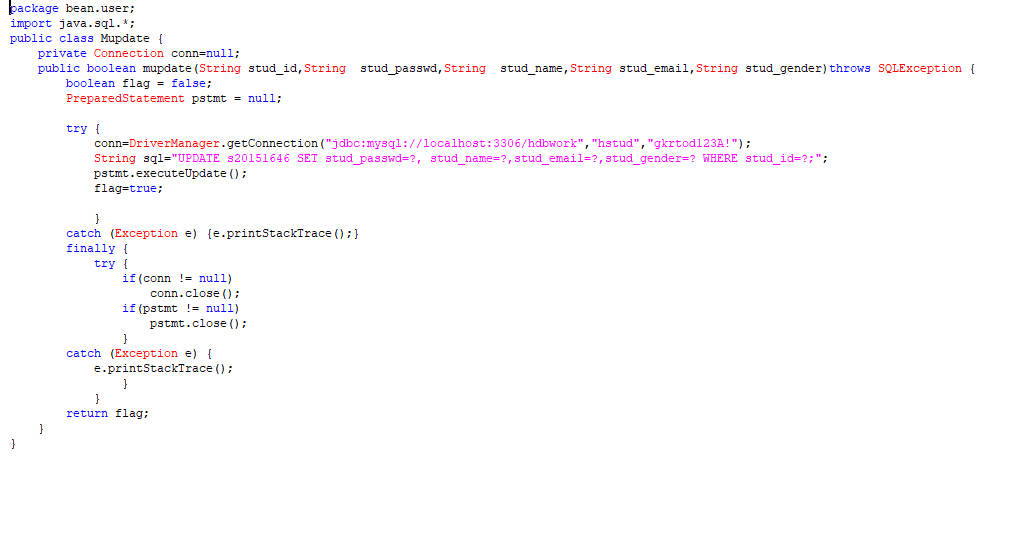 package bean.user;
import java.sql.*;
public class Mupdate {
    private Connection conn=null;
    public boolean mupdate(String stud_id,String  stud_passwd,String  stud_name,String stud_email,String stud_gender)throws SQLException {
        boolean flag = false;
        PreparedStatement pstmt = null;

        try {
            conn=DriverManager.getConnection("jdbc:mysql://localhost:3306/hdbwork","hstud","gkrtod123A!");
            String sql="UPDATE s20151646 SET stud_passwd=?, stud_name=?,stud_email=?,stud_gender=? WHERE stud_id=?;";
            pstmt.executeUpdate();
            flag=true;

            }
        catch (Exception e) {e.printStackTrace();}
        finally {
            try {
                if(conn != null)
                    conn.close();
                if(pstmt != null)
                    pstmt.close();
                }
        catch (Exception e) {
            e.printStackTrace();
                }
            }
        return flag;
    }
}